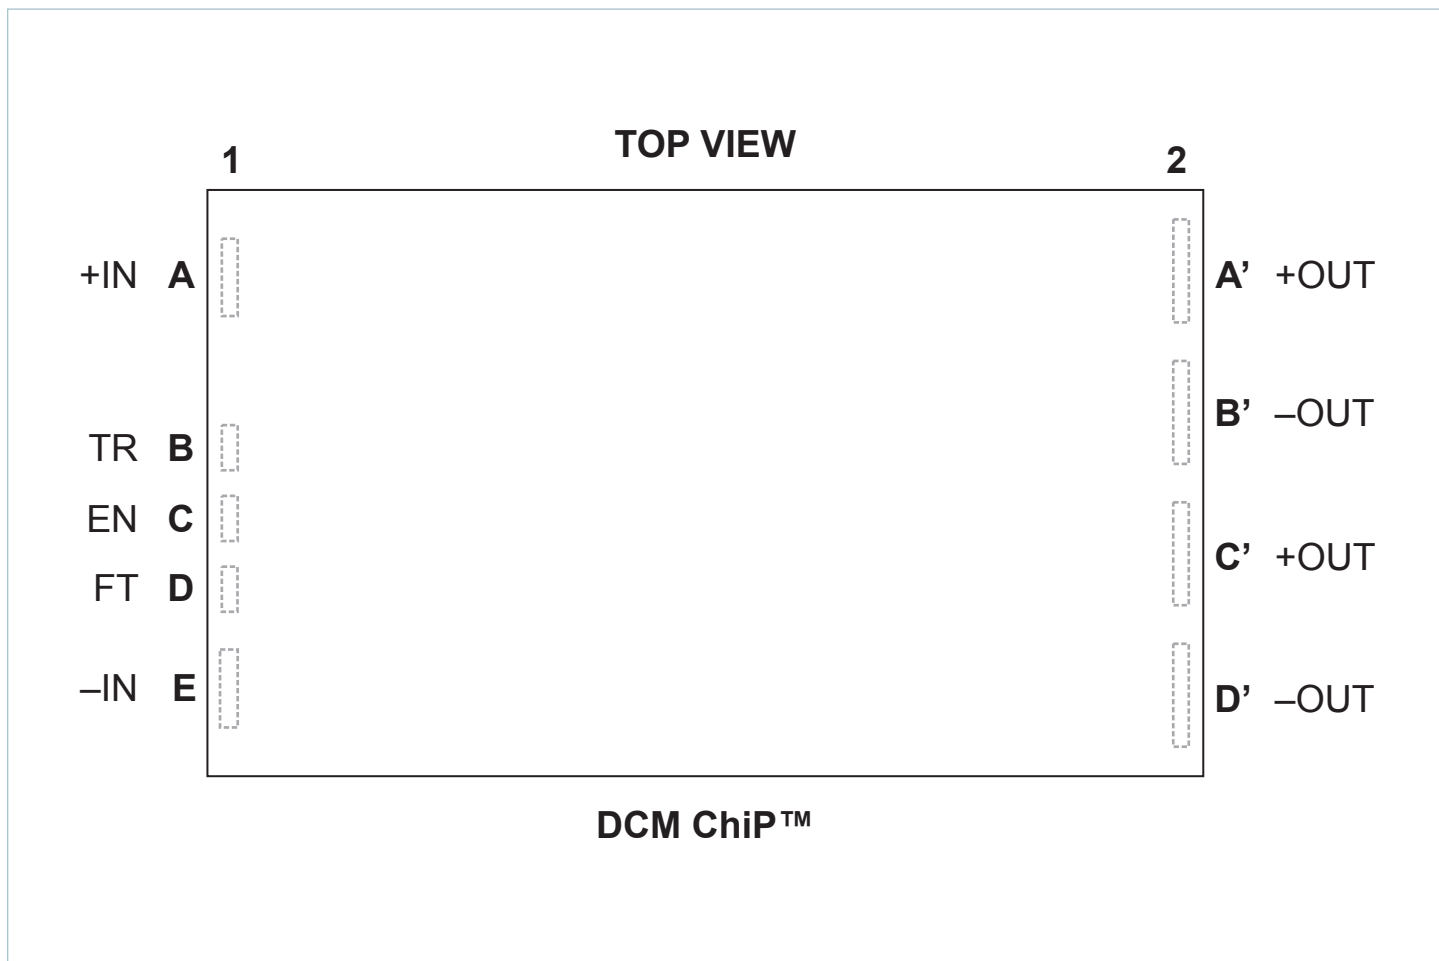 TOP VIEW
1 2
+IN A A’ +OUT
B’ –OUT
TR B
EN C
C’ +OUT
FT D
–IN E
D’ –OUT
DCM ChiP™